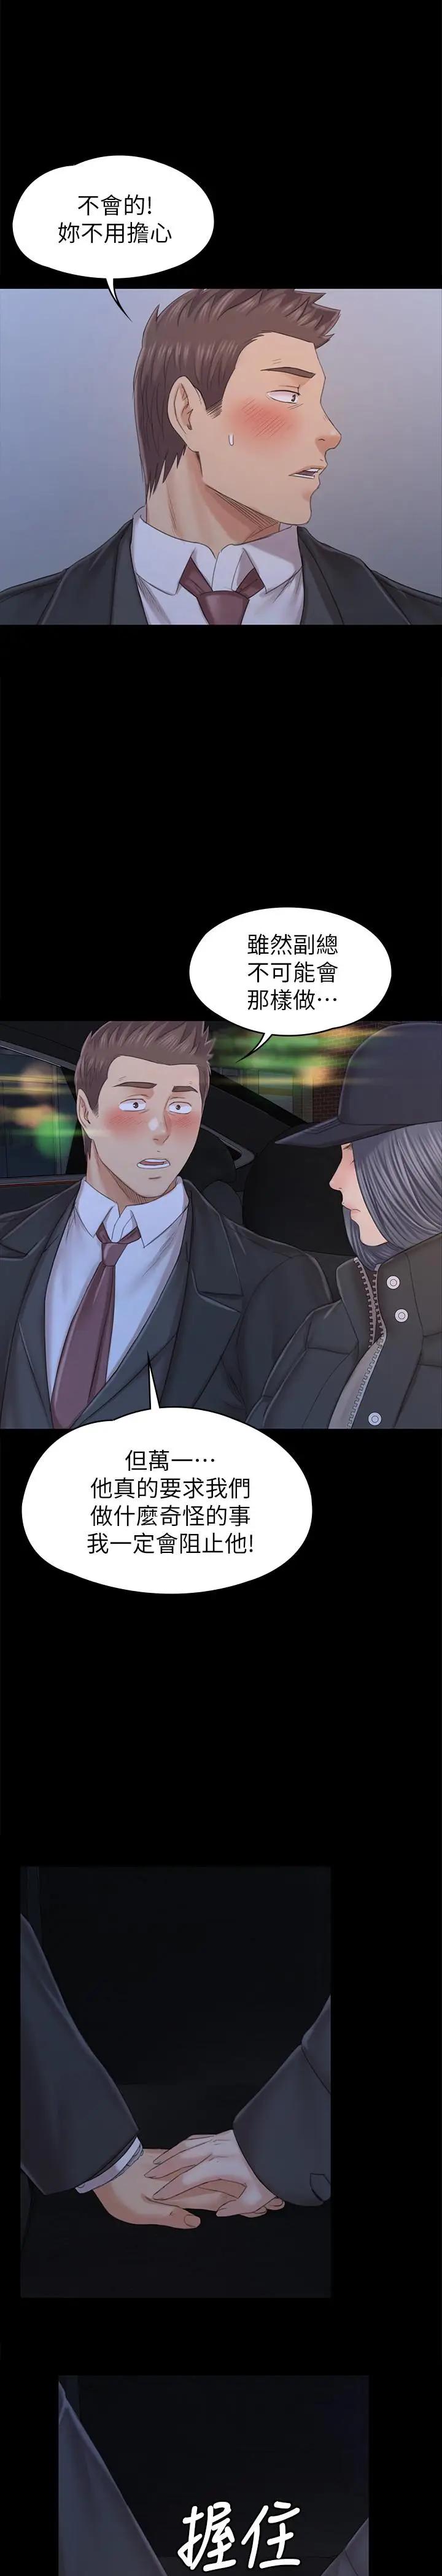 不會的!
妳不用擔心
雖然副總
不可能會
那樣做⋯
但萬一⋯
他真的要求我們
做什麼奇怪的事
我一定會阻止他!
握住